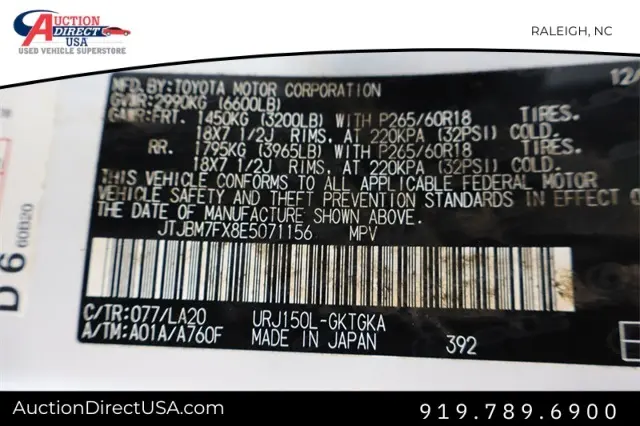 AUCTION
DIRECT
USA
USED VEHICLE SUPERSTORE
RALEIGH, NC
MFD. BY: TOYOTA MOTOR CORPORATION 12/
GVWR: 2990KG (6600LB)
GAWR: FRT. 1450KG (3200LB) WITH P265/60R18 TIRES.
18X7 1/2J RIMS. AT 220KPA (32PSI) COLD.
RR. 1795KG (3965LB) WITH P265/60R18 TIRES.
18X7 1/2J RIMS. AT 220KPA (32PSI) COLD.
THIS VEHICLE CONFORMS TO ALL APPLICABLE FEDERAL MOTOR
VEHICLE SAFETY AND THEFT PREVENTION STANDARDS IN EFFECT O
THE DATE OF MANUFACTURE SHOWN ABOVE.
JTJBM7FX8E5071156 MPV
C/TR: 077/LA20 URJ150L-GKTGKA
A/TM: A01A/A760F MADE IN JAPAN 392
D 6
60B20
AuctionDirectUSA.com
919.789.6900